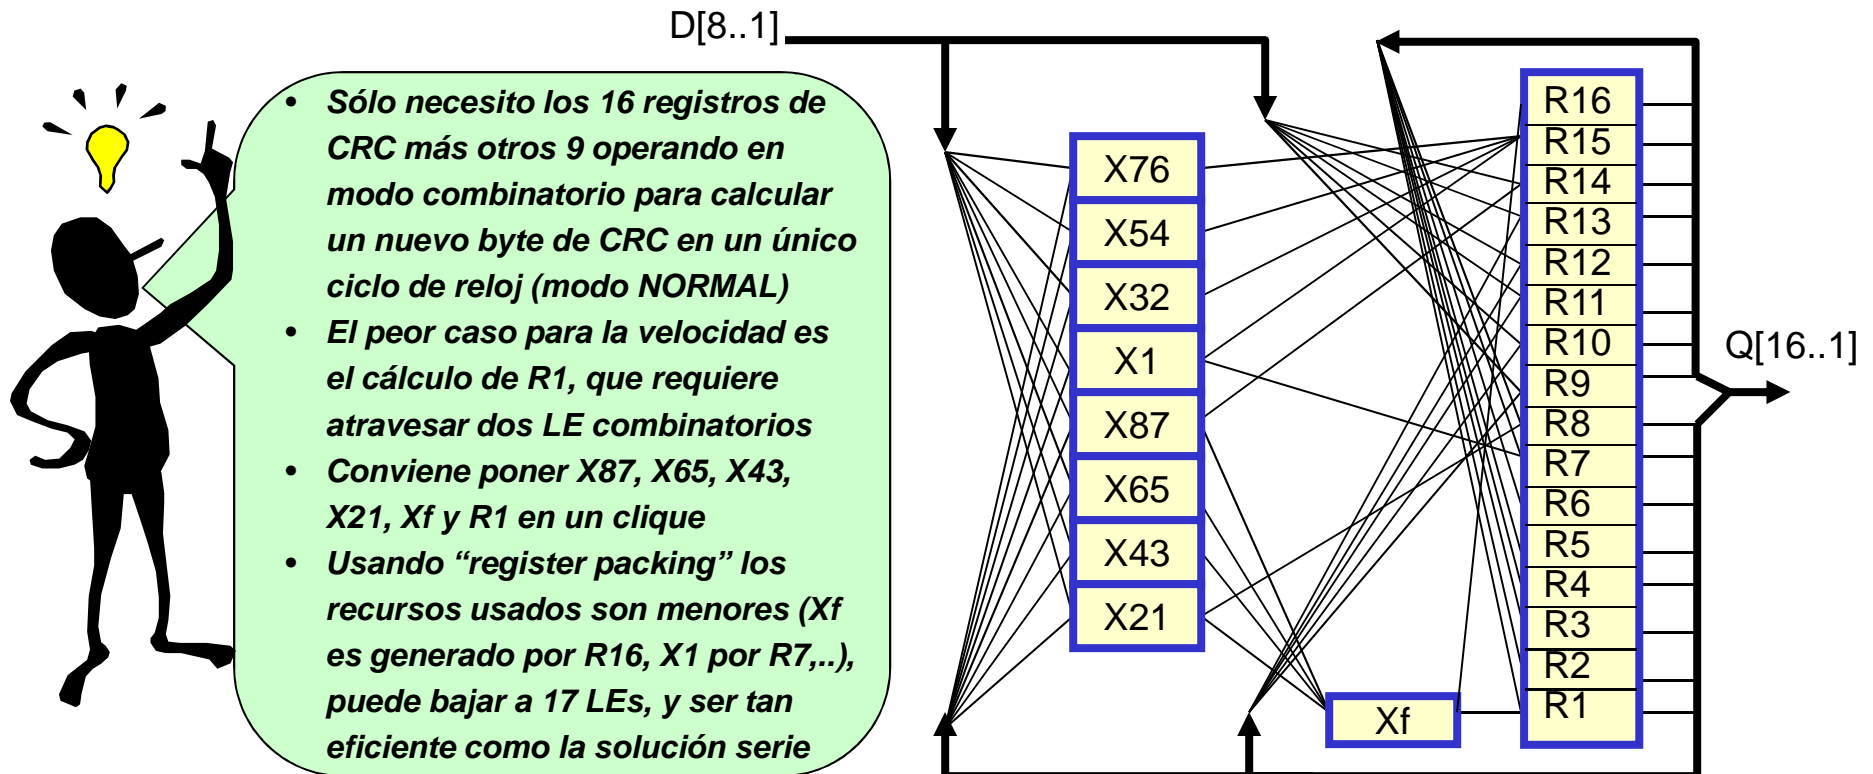 D[8..1]
• Sólo necesito los 16 registros de
CRC más otros 9 operando en
modo combinatorio para calcular
un nuevo byte de CRC en un único
ciclo de reloj (modo NORMAL)
• El peor caso para la velocidad es
el cálculo de R1, que requiere
atravesar dos LE combinatorios
• Conviene poner X87, X65, X43,
X21, Xf y R1 en un clique
• Usando “register packing” los
recursos usados son menores (Xf
es generado por R16, X1 por R7,..),
puede bajar a 17 LEs, y ser tan
eficiente como la solución serie
X76
X54
X32
X1
X87
X65
X43
X21
Xf
R16
R15
R14
R13
R12
R11
R10
R9
R8
R7
R6
R5
R4
R3
R2
R1
Q[16..1]